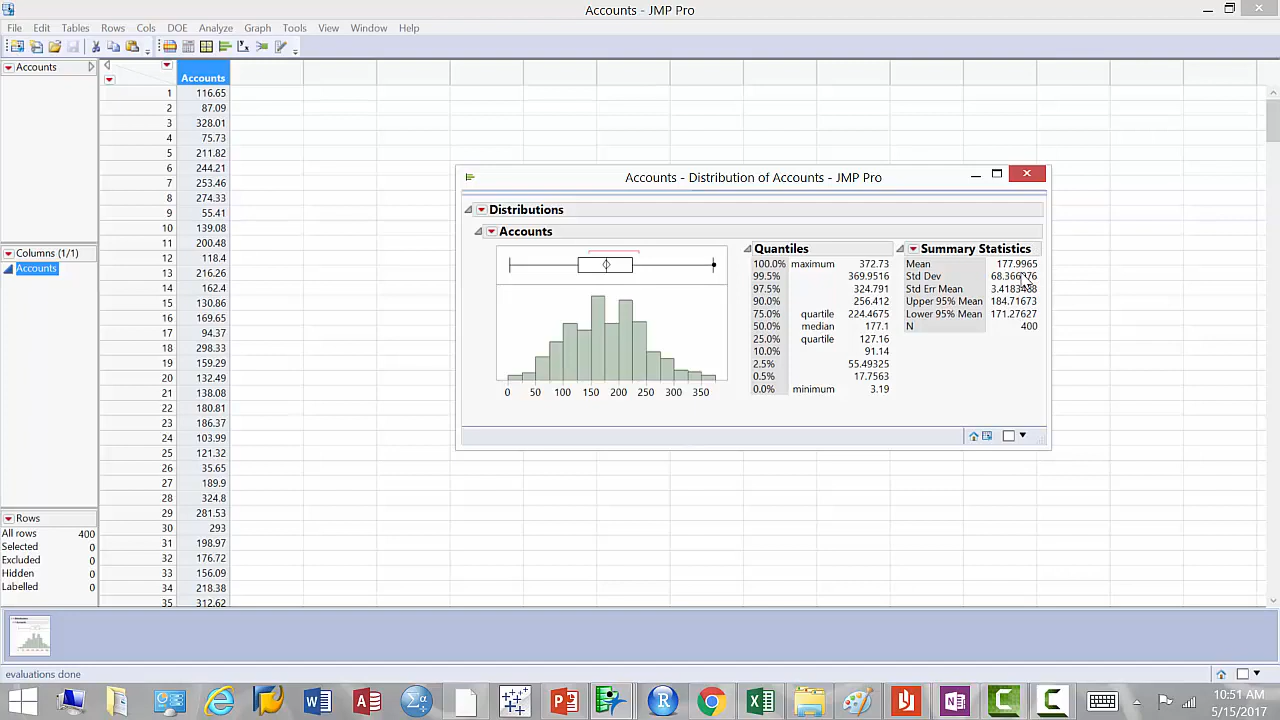 Accounts - JMP Pro
File Edit Tables Rows Cols DOE Analyze Graph Tools View Window Help
Accounts
Accounts
1 116.65
2 87.09
3 328.01
4 75.73
5 211.82
6 244.21
7 253.46
8 274.33
9 55.41
10 139.08
11 200.48
12 118.4
13 216.26
14 162.4
15 130.86
16 169.65
17 94.37
18 298.33
19 159.29
20 132.49
21 138.08
22 180.81
23 186.37
24 103.99
25 121.32
26 35.65
27 189.9
28 324.8
29 281.53
30 293
31 198.97
32 176.72
33 156.09
34 218.38
35 312.62
Columns (1/1)
Accounts
Rows
All rows 400
Selected 0
Excluded 0
Hidden 0
Labelled 0
Accounts - Distribution of Accounts - JMP Pro
Distributions
Accounts
0 50 100 150 200 250 300 350
Quantiles
100.0% maximum 372.73
99.5% 369.9516
97.5% 324.791
90.0% 256.412
75.0% quartile 224.4675
50.0% median 177.1
25.0% quartile 127.16
10.0% 91.14
2.5% 55.49325
0.5% 17.7563
0.0% minimum 3.19
Summary Statistics
Mean 177.9965
Std Dev
Std Err Mean
Upper 95% Mean 184.71673
Lower 95% Mean 171.27627
N 400
evaluations done
10:51 AM
5/15/2017